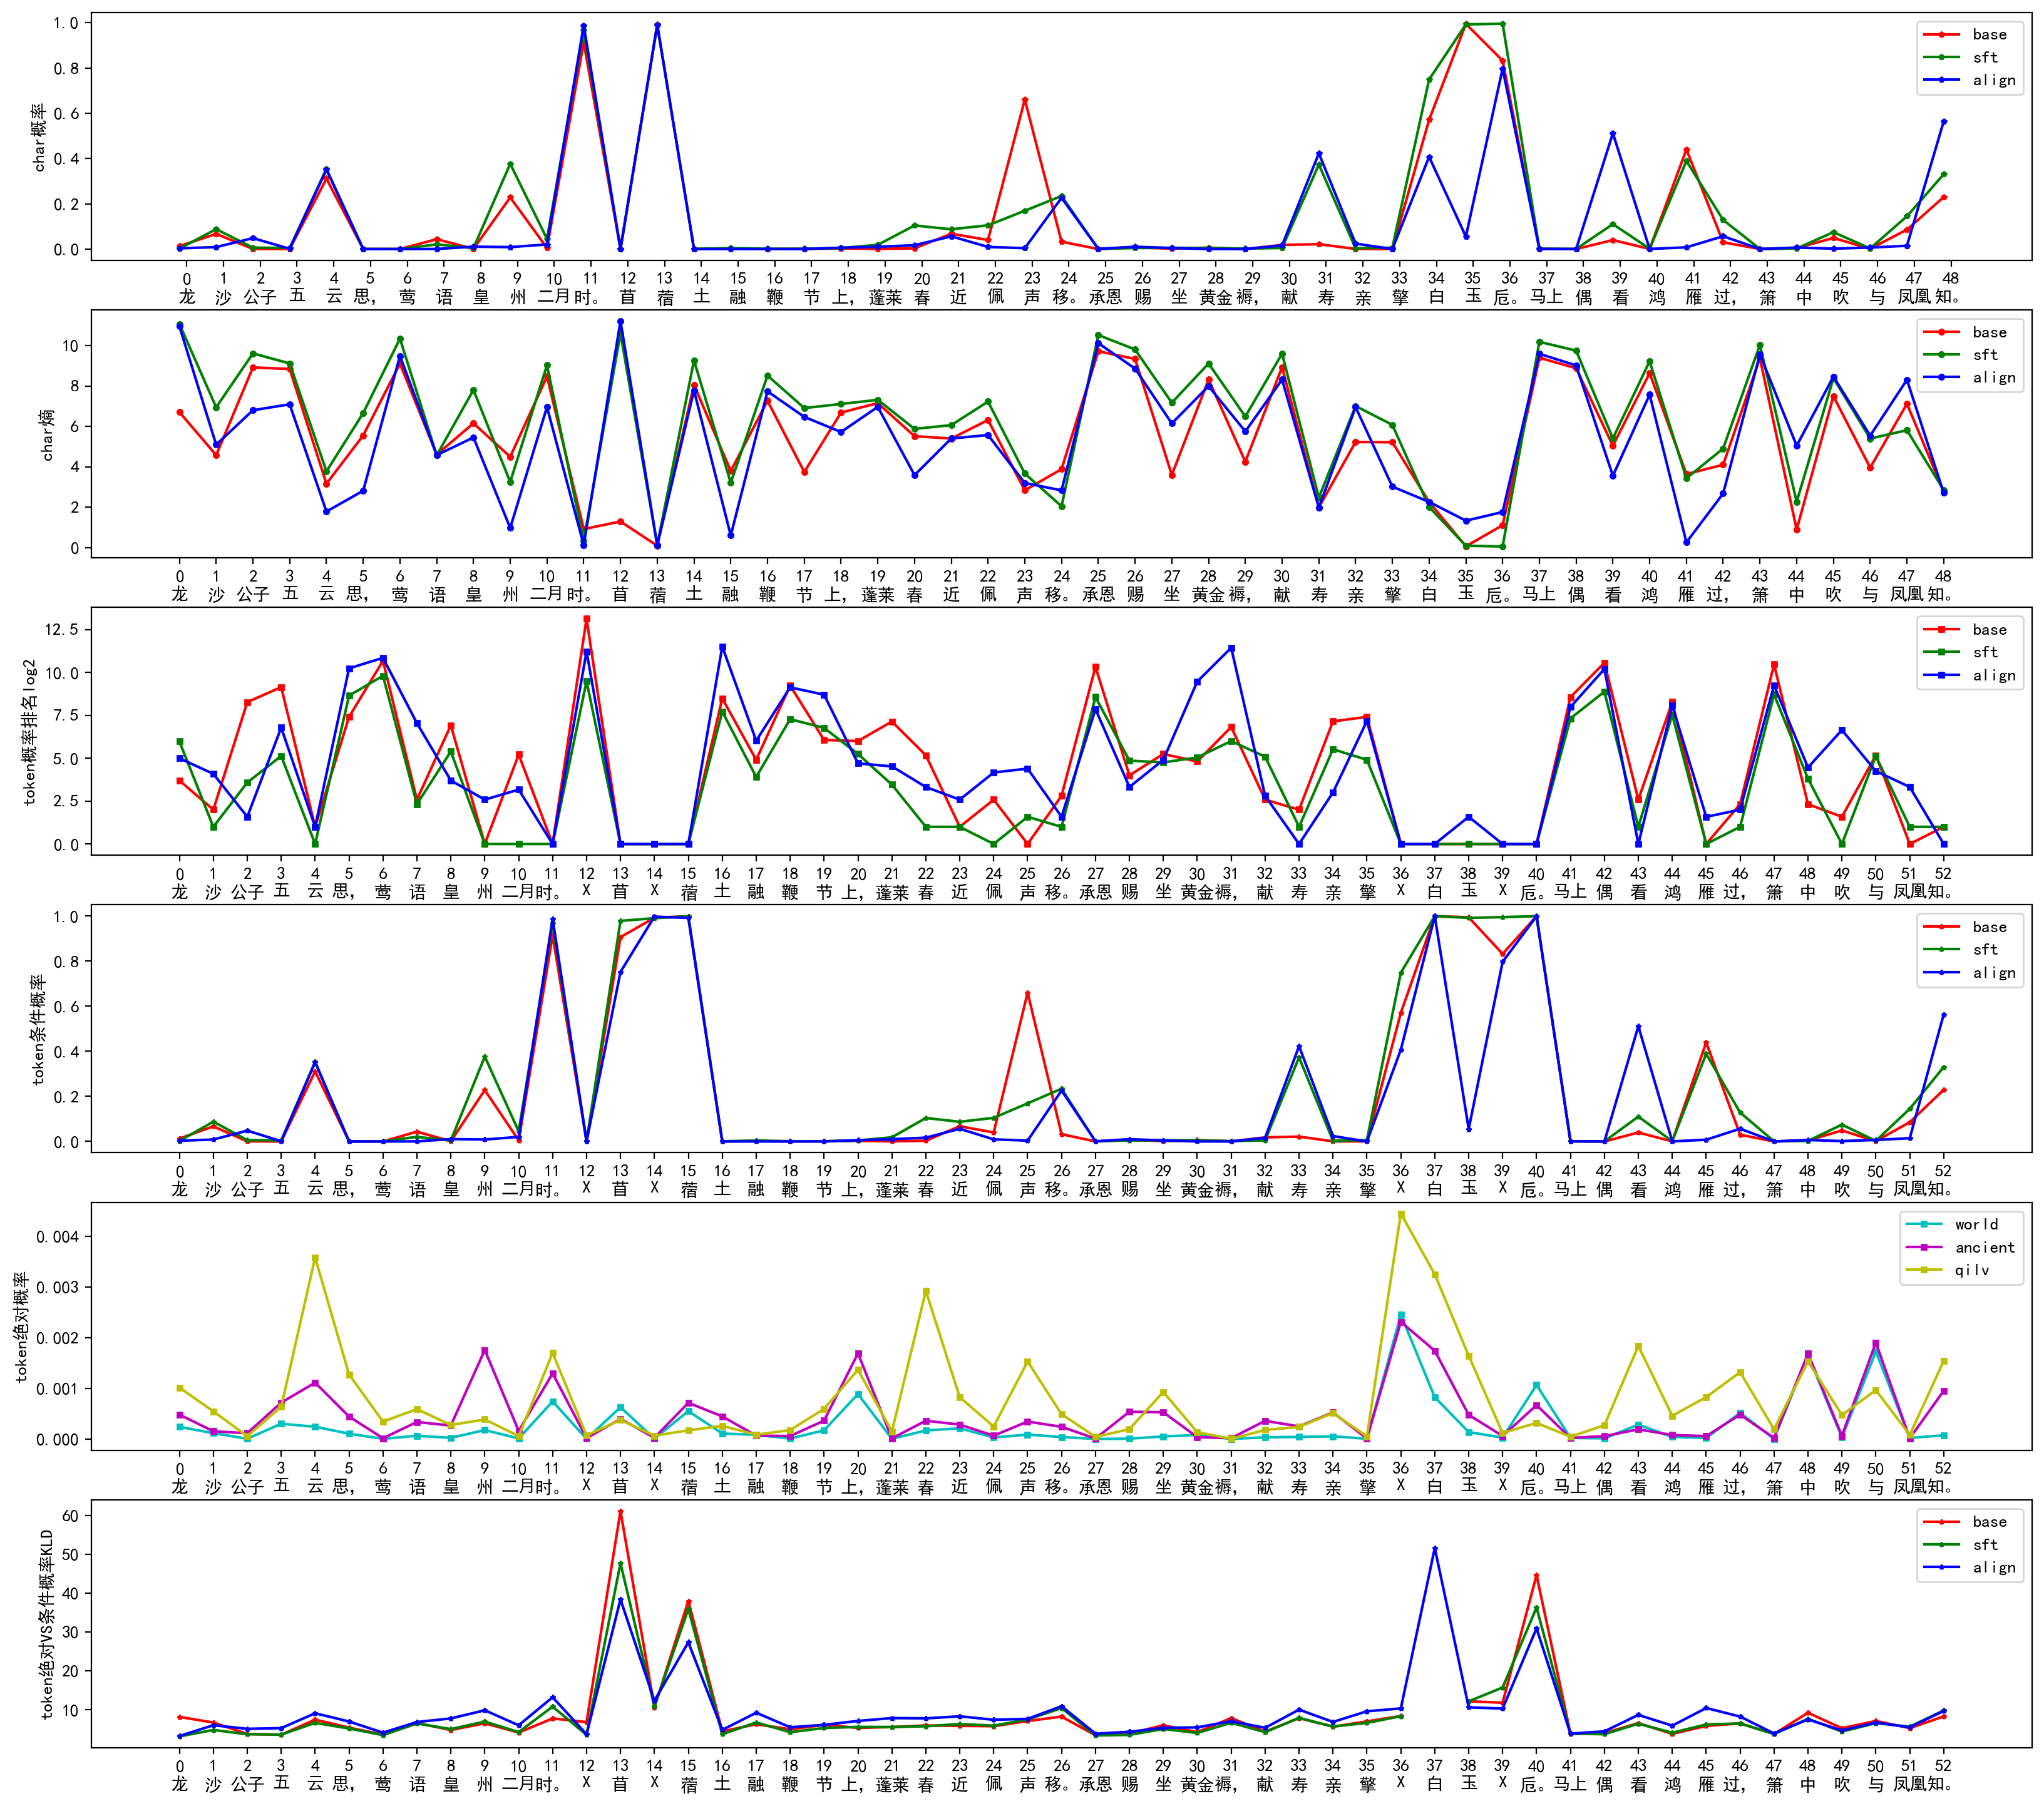 char概率
1.0
0.8
0.6
0.4
0.2
0.0
base
sft
align
0 1 2 3 4 5 6 7 8 9 10 11 12 13 14 15 16 17 18 19 20 21 22 23 24 25 26 27 28 29 30 31 32 33 34 35 36 37 38 39 40 41 42 43 44 45 46 47 48
龙 沙 公子 五 云 思， 莺 语 皇 州 二月 时。 苜 蓿 土 融 鞭 节 上， 蓬莱 春 近 佩 声 移。 承恩 赐 坐 黄金 褥， 献 寿 亲 擎 白 玉 卮。 马上 偶 看 鸿 雁 过， 箫 中 吹 与 凤凰 知。
char熵
10
8
6
4
2
0
base
sft
align
0 1 2 3 4 5 6 7 8 9 10 11 12 13 14 15 16 17 18 19 20 21 22 23 24 25 26 27 28 29 30 31 32 33 34 35 36 37 38 39 40 41 42 43 44 45 46 47 48
龙 沙 公子 五 云 思， 莺 语 皇 州 二月 时。 苜 蓿 土 融 鞭 节 上， 蓬莱 春 近 佩 声 移。 承恩 赐 坐 黄金 褥， 献 寿 亲 擎 白 玉 卮。 马上 偶 看 鸿 雁 过， 箫 中 吹 与 凤凰 知。
token概率排名log2
12.5
10.0
7.5
5.0
2.5
0.0
base
sft
align
0 1 2 3 4 5 6 7 8 9 10 11 12 13 14 15 16 17 18 19 20 21 22 23 24 25 26 27 28 29 30 31 32 33 34 35 36 37 38 39 40 41 42 43 44 45 46 47 48 49 50 51 52
龙 沙 公子 五 云 思， 莺 语 皇 州 二月 时。 X 苜 X 蓿 土 融 鞭 节 上， 蓬莱 春 近 佩 声 移。 承恩 赐 坐 黄金 褥， 献 寿 亲 擎 X 白 玉 X 卮。 马上 偶 看 鸿 雁 过， 箫 中 吹 与 凤凰 知。
token条件概率
1.0
0.8
0.6
0.4
0.2
0.0
base
sft
align
0 1 2 3 4 5 6 7 8 9 10 11 12 13 14 15 16 17 18 19 20 21 22 23 24 25 26 27 28 29 30 31 32 33 34 35 36 37 38 39 40 41 42 43 44 45 46 47 48 49 50 51 52
龙 沙 公子 五 云 思， 莺 语 皇 州 二月 时。 X 苜 X 蓿 土 融 鞭 节 上， 蓬莱 春 近 佩 声 移。 承恩 赐 坐 黄金 褥， 献 寿 亲 擎 X 白 玉 X 卮。 马上 偶 看 鸿 雁 过， 箫 中 吹 与 凤凰 知。
token绝对概率
0.004
0.003
0.002
0.001
0.000
world
ancient
qilv
0 1 2 3 4 5 6 7 8 9 10 11 12 13 14 15 16 17 18 19 20 21 22 23 24 25 26 27 28 29 30 31 32 33 34 35 36 37 38 39 40 41 42 43 44 45 46 47 48 49 50 51 52
龙 沙 公子 五 云 思， 莺 语 皇 州 二月 时。 X 苜 X 蓿 土 融 鞭 节 上， 蓬莱 春 近 佩 声 移。 承恩 赐 坐 黄金 褥， 献 寿 亲 擎 X 白 玉 X 卮。 马上 偶 看 鸿 雁 过， 箫 中 吹 与 凤凰 知。
token绝对VS条件概率KLD
60
50
40
30
20
10
base
sft
align
0 1 2 3 4 5 6 7 8 9 10 11 12 13 14 15 16 17 18 19 20 21 22 23 24 25 26 27 28 29 30 31 32 33 34 35 36 37 38 39 40 41 42 43 44 45 46 47 48 49 50 51 52
龙 沙 公子 五 云 思， 莺 语 皇 州 二月 时。 X 苜 X 蓿 土 融 鞭 节 上， 蓬莱 春 近 佩 声 移。 承恩 赐 坐 黄金 褥， 献 寿 亲 擎 X 白 玉 X 卮。 马上 偶 看 鸿 雁 过， 箫 中 吹 与 凤凰 知。